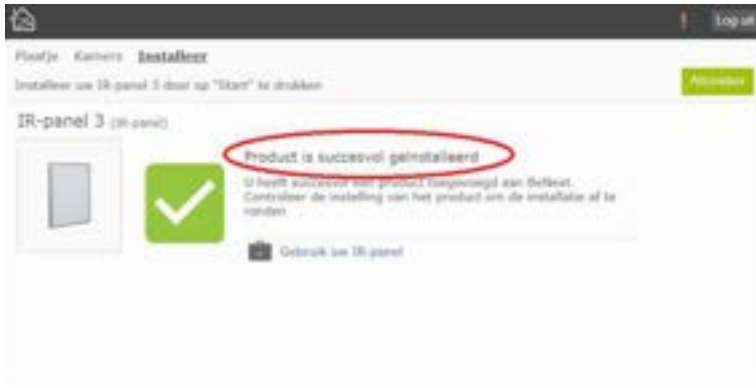 Log uit
Plaatje Kamers Installeer
Installeer uw IR-panel 3 door op "Start" te drukken
IR-panel 3 (IR-panel)
Product is succesvol geïnstalleerd
U heeft succesvol een product toegevoegd aan BeNext.
Controleer de instelling van het product om de installatie af te
ronden
Gebruik uw IR-panel